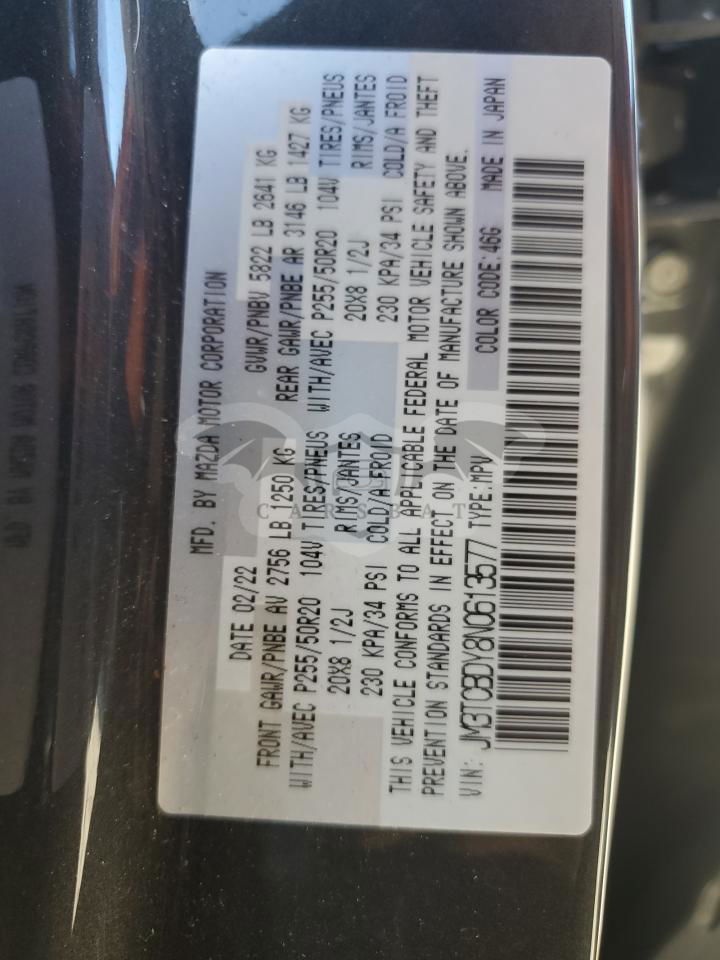 MFD. BY MAZDA MOTOR CORPORATION
DATE 02/22 GVWR/PNBV 5822 LB 2641 KG
FRONT GAWR/PNBE AV 2756 LB 1250 KG REAR GAWR/PNBE AR 3146 LB 1427 KG
WITH/AVEC P255/50R20 104V TIRES/PNEUS WITH/AVEC P255/50R20 104V TIRES/PNEUS
20X8 1/2J RIMS/JANTES 20X8 1/2J RIMS/JANTES
230 KPA/34 PSI COLD/A FROID 230 KPA/34 PSI COLD/A FROID
THIS VEHICLE CONFORMS TO ALL APPLICABLE FEDERAL MOTOR VEHICLE SAFETY AND THEFT
PREVENTION STANDARDS IN EFFECT ON THE DATE OF MANUFACTURE SHOWN ABOVE.
VIN: JM3TCBDY8N0613577 TYPE:MPV COLOR CODE:46G MADE IN JAPAN
CARSBAT